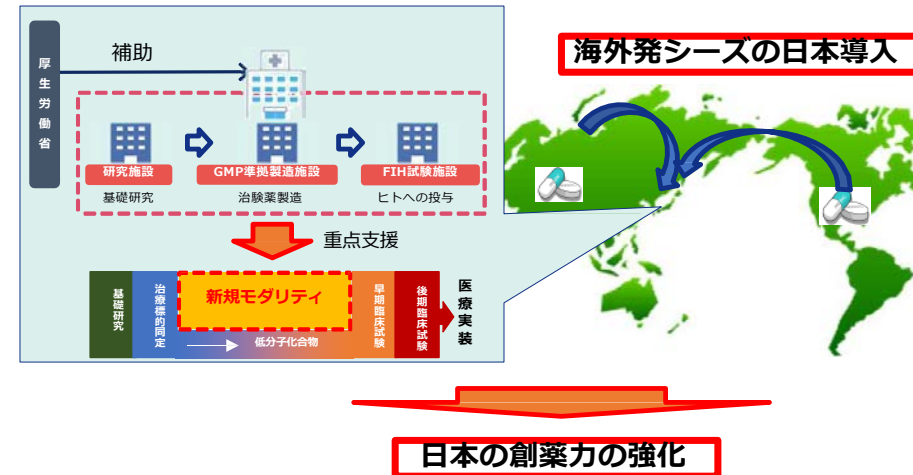 厚生労働省
補助
海外発シーズの日本導入
研究施設
GMP準拠製造施設
FIH試験施設
基礎研究
治験薬製造
ヒトへの投与
重点支援
基礎研究
治療標的同定
新規モダリティ
低分子化合物
早期臨床試験
後期臨床試験
医療実装
日本の創薬力の強化